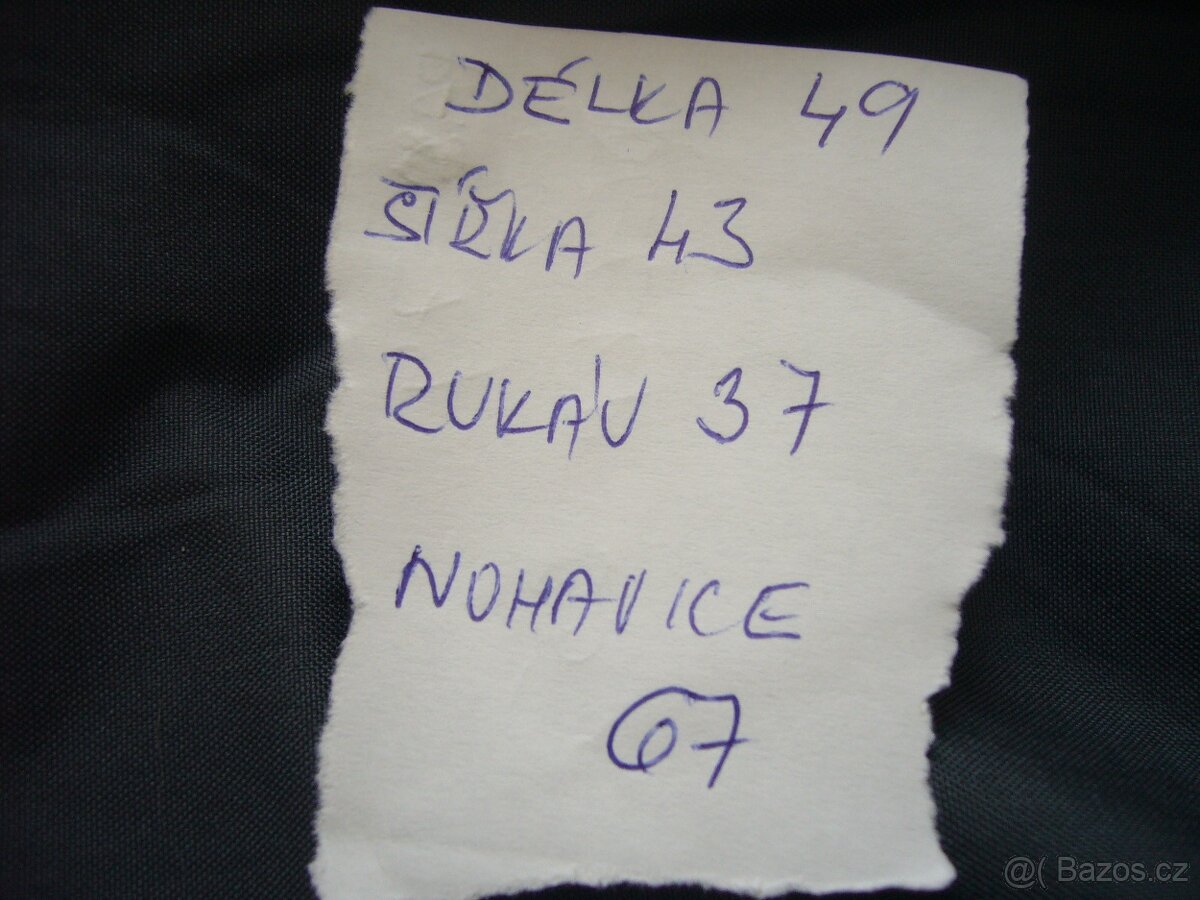 DÉLKA 49
ŠÍŘKA 43
RUKÁV 37
NOHAVICE
67
@( Bazos.cz